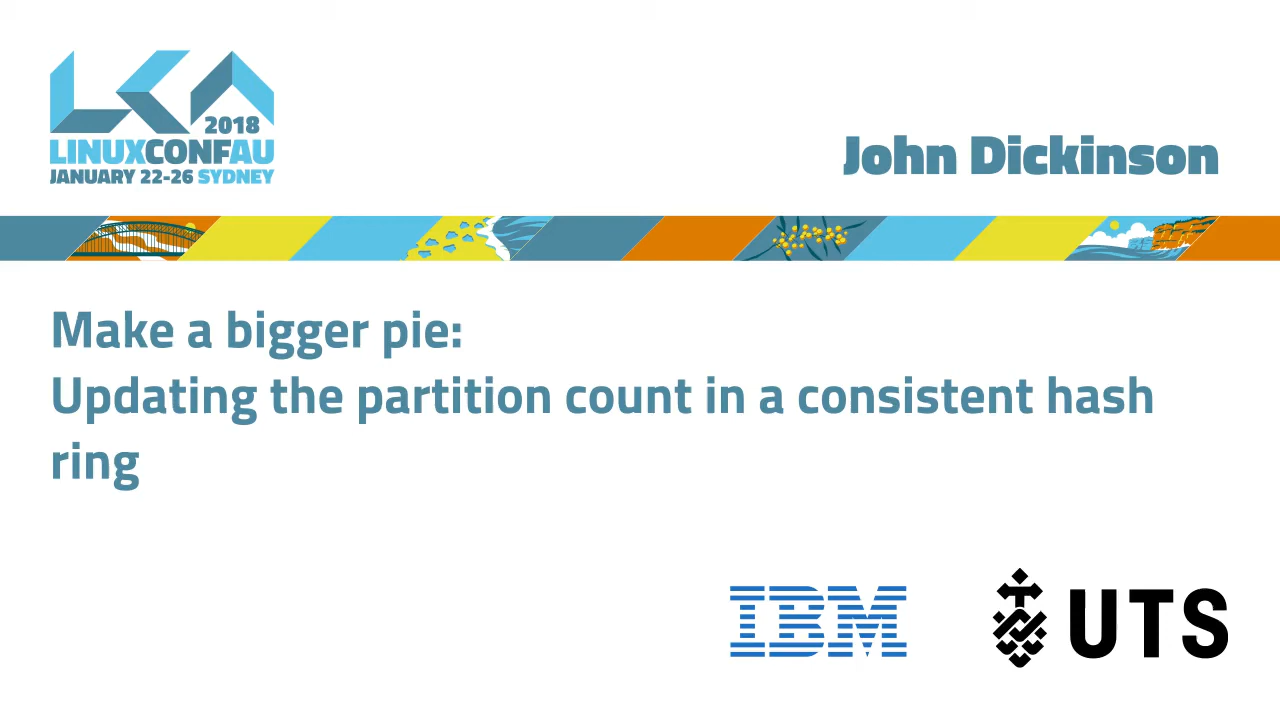 LCA
2018
LINUXCONFAU
JANUARY 22-26 SYDNEY
John Dickinson
Make a bigger pie:
Updating the partition count in a consistent hash
ring
IBM
UTS